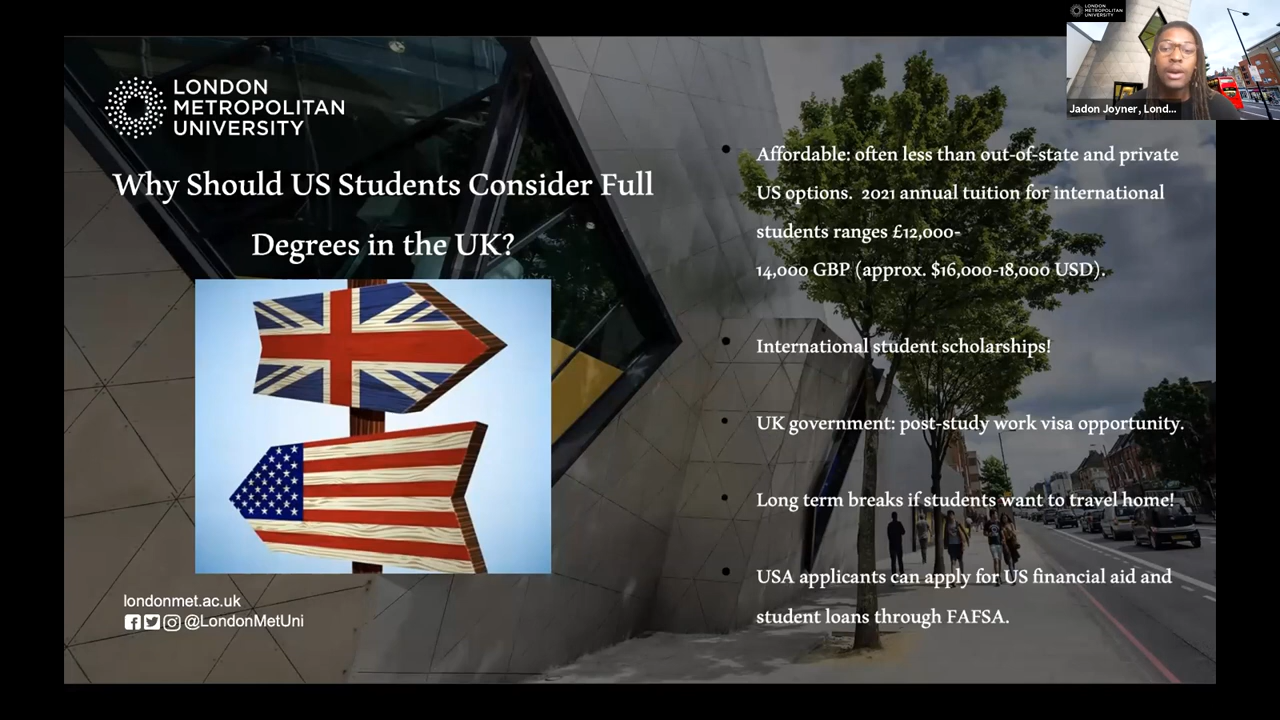 LONDON
METROPOLITAN
UNIVERSITY
Why Should US Students Consider Full
Degrees in the UK?
londonmet.ac.uk
@LondonMetUni
• Affordable: often less than out-of-state and private
US options. 2021 annual tuition for international
students ranges £12,000-
14,000 GBP (approx. $16,000-18,000 USD).
• International student scholarships!
• UK government: post-study work visa opportunity.
• Long term breaks if students want to travel home!
• USA applicants can apply for US financial aid and
student loans through FAFSA.
LONDON
METROPOLITAN
UNIVERSITY
Jadon Joyner, Lond...